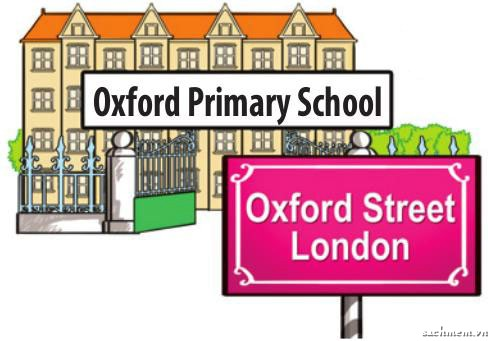 Oxford Primary School
Oxford Street
London
sachmem.vn